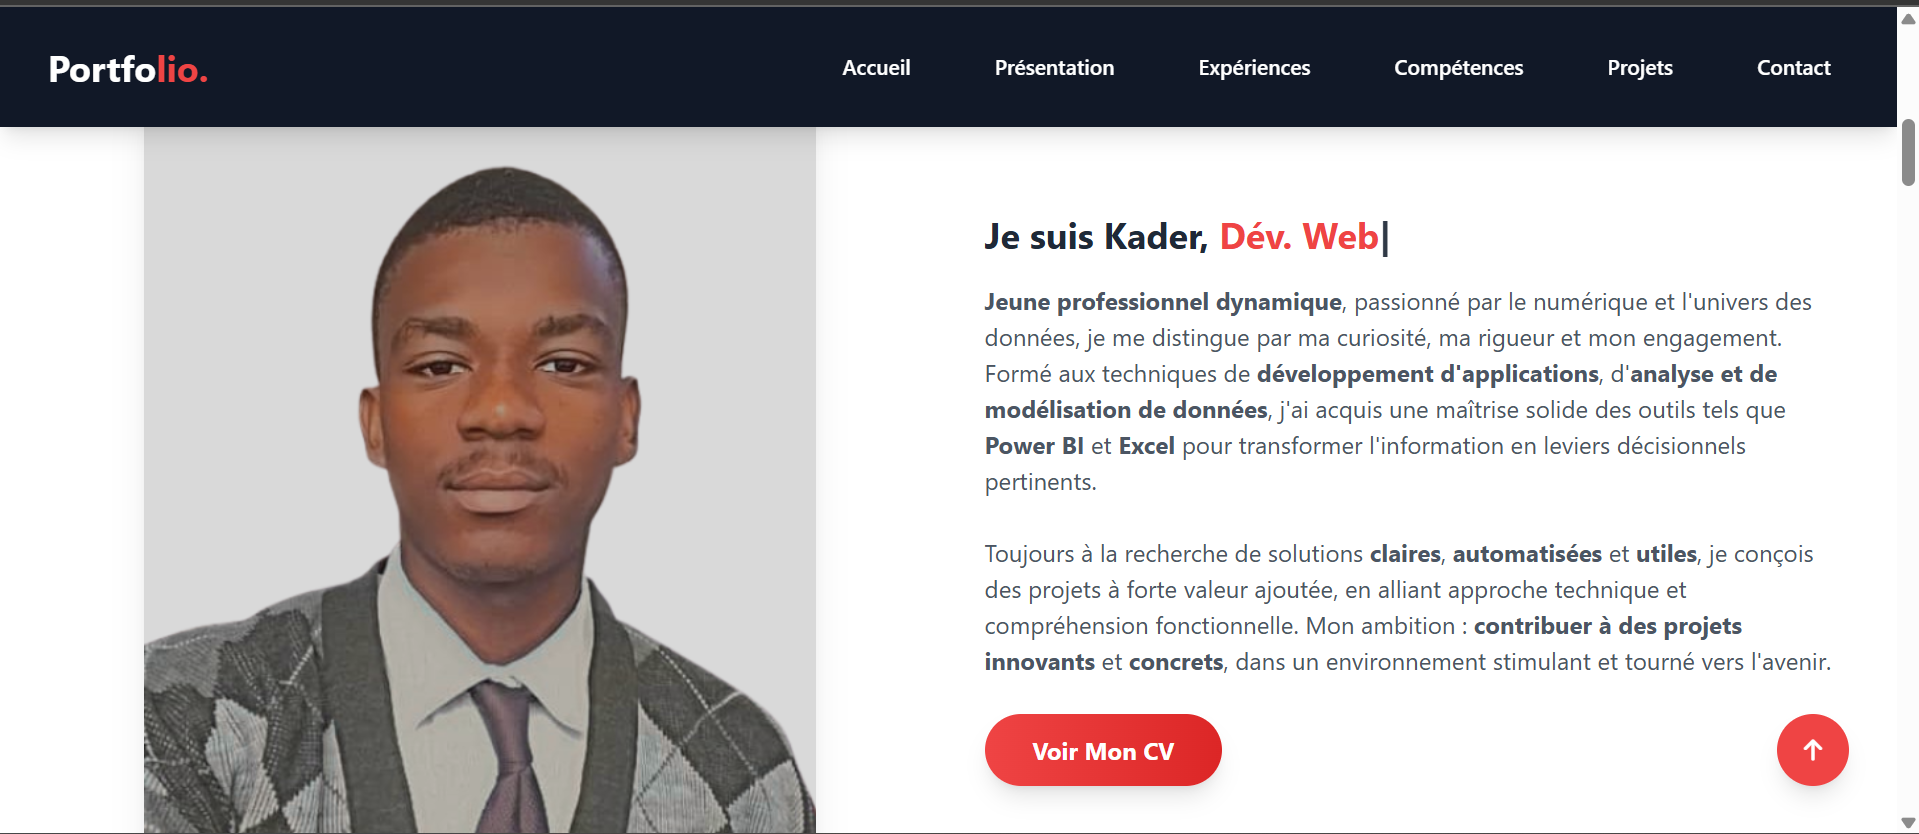 Portfolio.
Accueil Présentation Expériences Compétences Projets Contact
Je suis Kader, Dév. Web|
Jeune professionnel dynamique, passionné par le numérique et l'univers des
données, je me distingue par ma curiosité, ma rigueur et mon engagement.
Formé aux techniques de développement d'applications, d'analyse et de
modélisation de données, j'ai acquis une maîtrise solide des outils tels que
Power BI et Excel pour transformer l'information en leviers décisionnels
pertinents.
Toujours à la recherche de solutions claires, automatisées et utiles, je conçois
des projets à forte valeur ajoutée, en alliant approche technique et
compréhension fonctionnelle. Mon ambition : contribuer à des projets
innovants et concrets, dans un environnement stimulant et tourné vers l'avenir.
Voir Mon CV